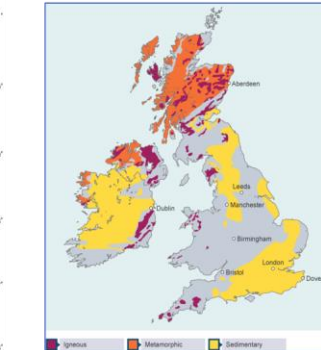 Aberdeen
Leeds
Manchester
Dublin
Birmingham
Bristol
London
Dove
Igneous
Metamorphic
Sedimentary